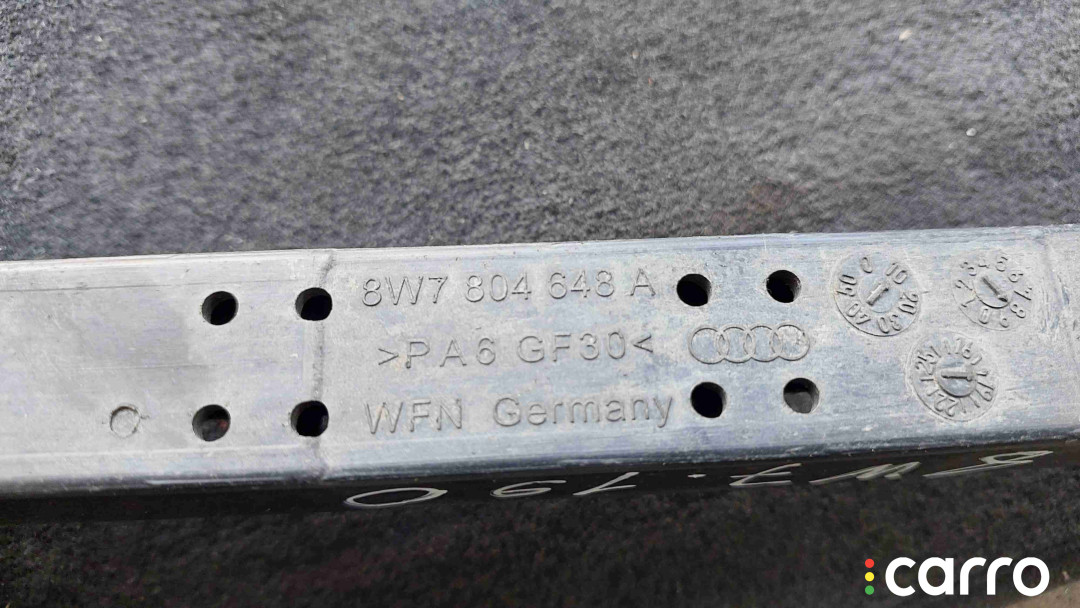 8W7 804 648 A
>PA6 GF30<
WFN Germany
carro